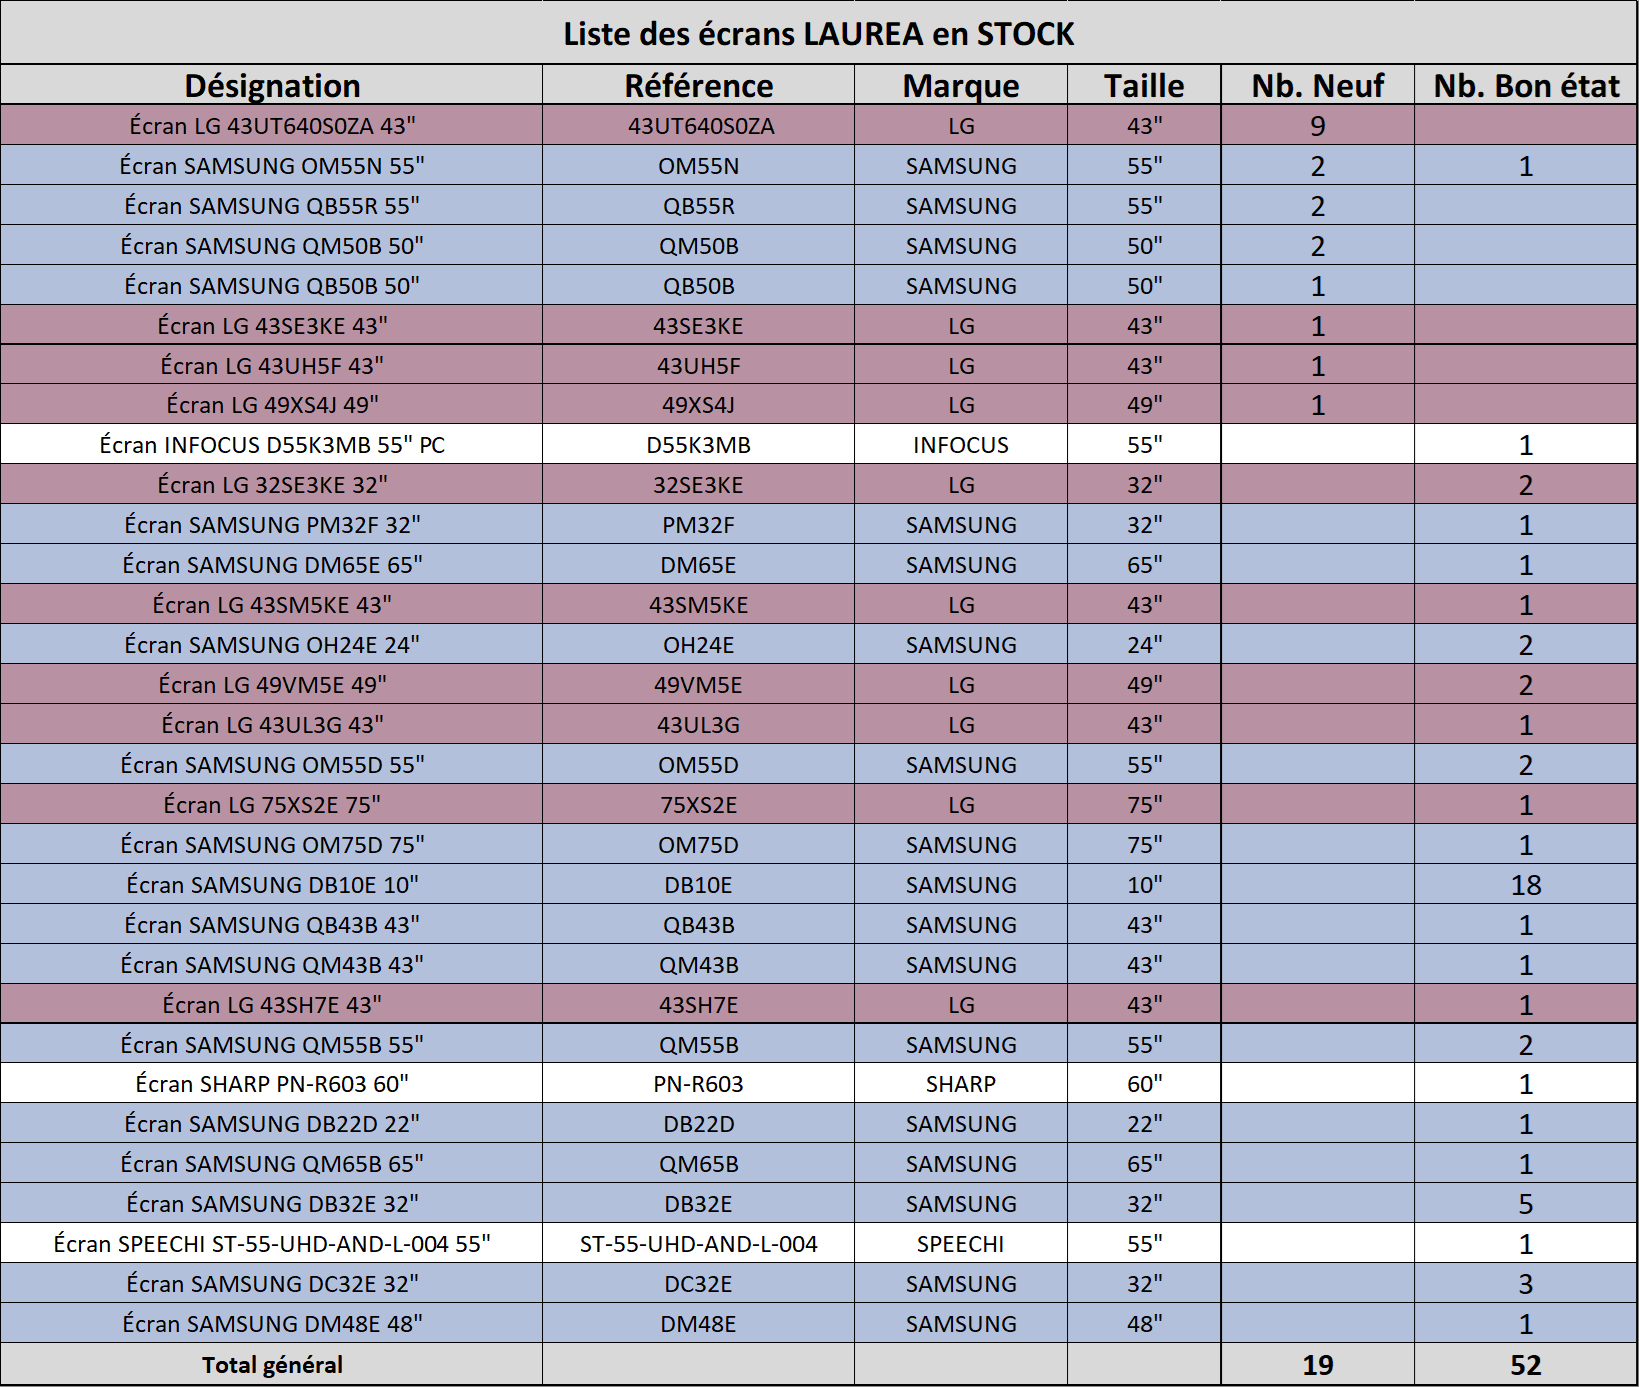 Liste des écrans LAUREA en STOCK
Désignation Référence Marque Taille Nb. Neuf Nb. Bon état
Écran LG 43UT640S0ZA 43" 43UT640S0ZA LG 43" 9
Écran SAMSUNG OM55N 55" OM55N SAMSUNG 55" 2 1
Écran SAMSUNG QB55R 55" QB55R SAMSUNG 55" 2
Écran SAMSUNG QM50B 50" QM50B SAMSUNG 50" 2
Écran SAMSUNG QB50B 50" QB50B SAMSUNG 50" 1
Écran LG 43SE3KE 43" 43SE3KE LG 43" 1
Écran LG 43UH5F 43" 43UH5F LG 43" 1
Écran LG 49XS4J 49" 49XS4J LG 49" 1
Écran INFOCUS D55K3MB 55" PC D55K3MB INFOCUS 55" 1
Écran LG 32SE3KE 32" 32SE3KE LG 32" 2
Écran SAMSUNG PM32F 32" PM32F SAMSUNG 32" 1
Écran SAMSUNG DM65E 65" DM65E SAMSUNG 65" 1
Écran LG 43SM5KE 43" 43SM5KE LG 43" 1
Écran SAMSUNG OH24E 24" OH24E SAMSUNG 24" 2
Écran LG 49VM5E 49" 49VM5E LG 49" 2
Écran LG 43UL3G 43" 43UL3G LG 43" 1
Écran SAMSUNG OM55D 55" OM55D SAMSUNG 55" 2
Écran LG 75XS2E 75" 75XS2E LG 75" 1
Écran SAMSUNG OM75D 75" OM75D SAMSUNG 75" 1
Écran SAMSUNG DB10E 10" DB10E SAMSUNG 10" 18
Écran SAMSUNG QB43B 43" QB43B SAMSUNG 43" 1
Écran SAMSUNG QM43B 43" QM43B SAMSUNG 43" 1
Écran LG 43SH7E 43" 43SH7E LG 43" 1
Écran SAMSUNG QM55B 55" QM55B SAMSUNG 55" 2
Écran SHARP PN-R603 60" PN-R603 SHARP 60" 1
Écran SAMSUNG DB22D 22" DB22D SAMSUNG 22" 1
Écran SAMSUNG QM65B 65" QM65B SAMSUNG 65" 1
Écran SAMSUNG DB32E 32" DB32E SAMSUNG 32" 5
Écran SPEECHI ST-55-UHD-AND-L-004 55" ST-55-UHD-AND-L-004 SPEECHI 55" 1
Écran SAMSUNG DC32E 32" DC32E SAMSUNG 32" 3
Écran SAMSUNG DM48E 48" DM48E SAMSUNG 48" 1
Total général 19 52